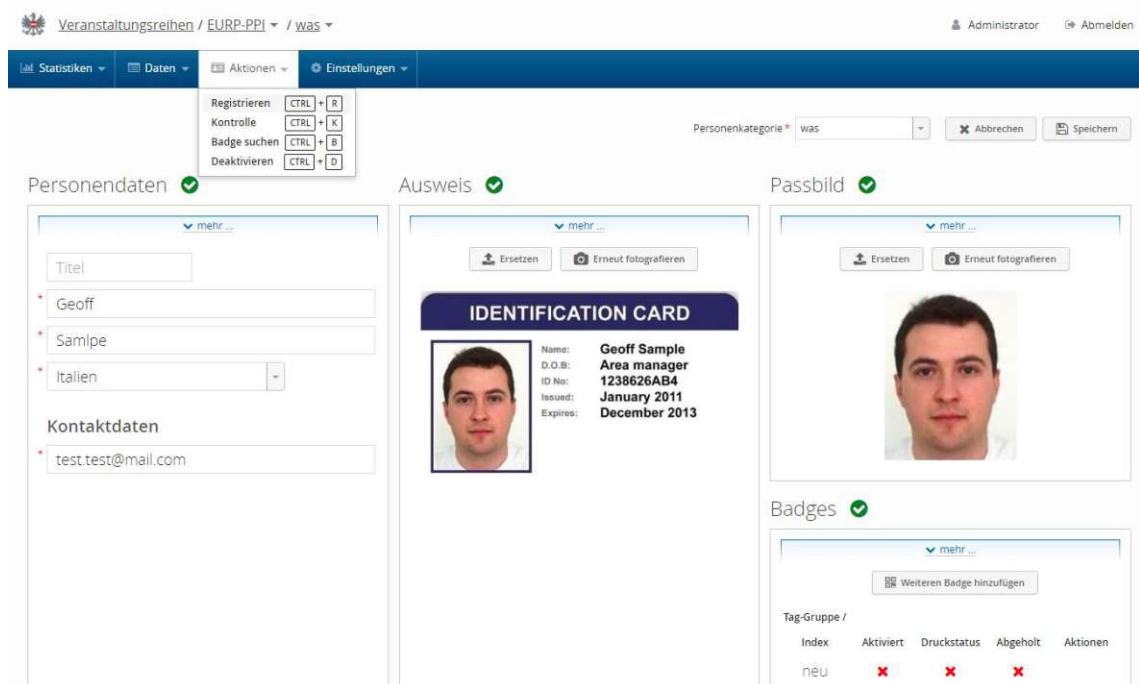 Veranstaltungsreihen / EURP-PPI / was
Administrator Abmelden
Statistiken Daten Aktionen Einstellungen
Registrieren CTRL + R
Kontrolle CTRL + K
Badge suchen CTRL + B
Deaktivieren CTRL + D
Personenkategorie * was Abbrechen Speichern
Personendaten
mehr ...
Titel
* Geoff
* Samlpe
* Italien
Kontaktdaten
* test.test@mail.com
Ausweis
mehr ...
Ersetzen Erneut fotografieren
IDENTIFICATION CARD
Name: Geoff Sample
D.O.B: Area manager
ID No: 1238626AB4
Issued: January 2011
Expires: December 2013
Passbild
mehr ...
Ersetzen Erneut fotografieren
Badges
mehr ...
Weiteren Badge hinzufügen
Tag-Gruppe /
Index Aktiviert Druckstatus Abgeholt Aktionen
neu